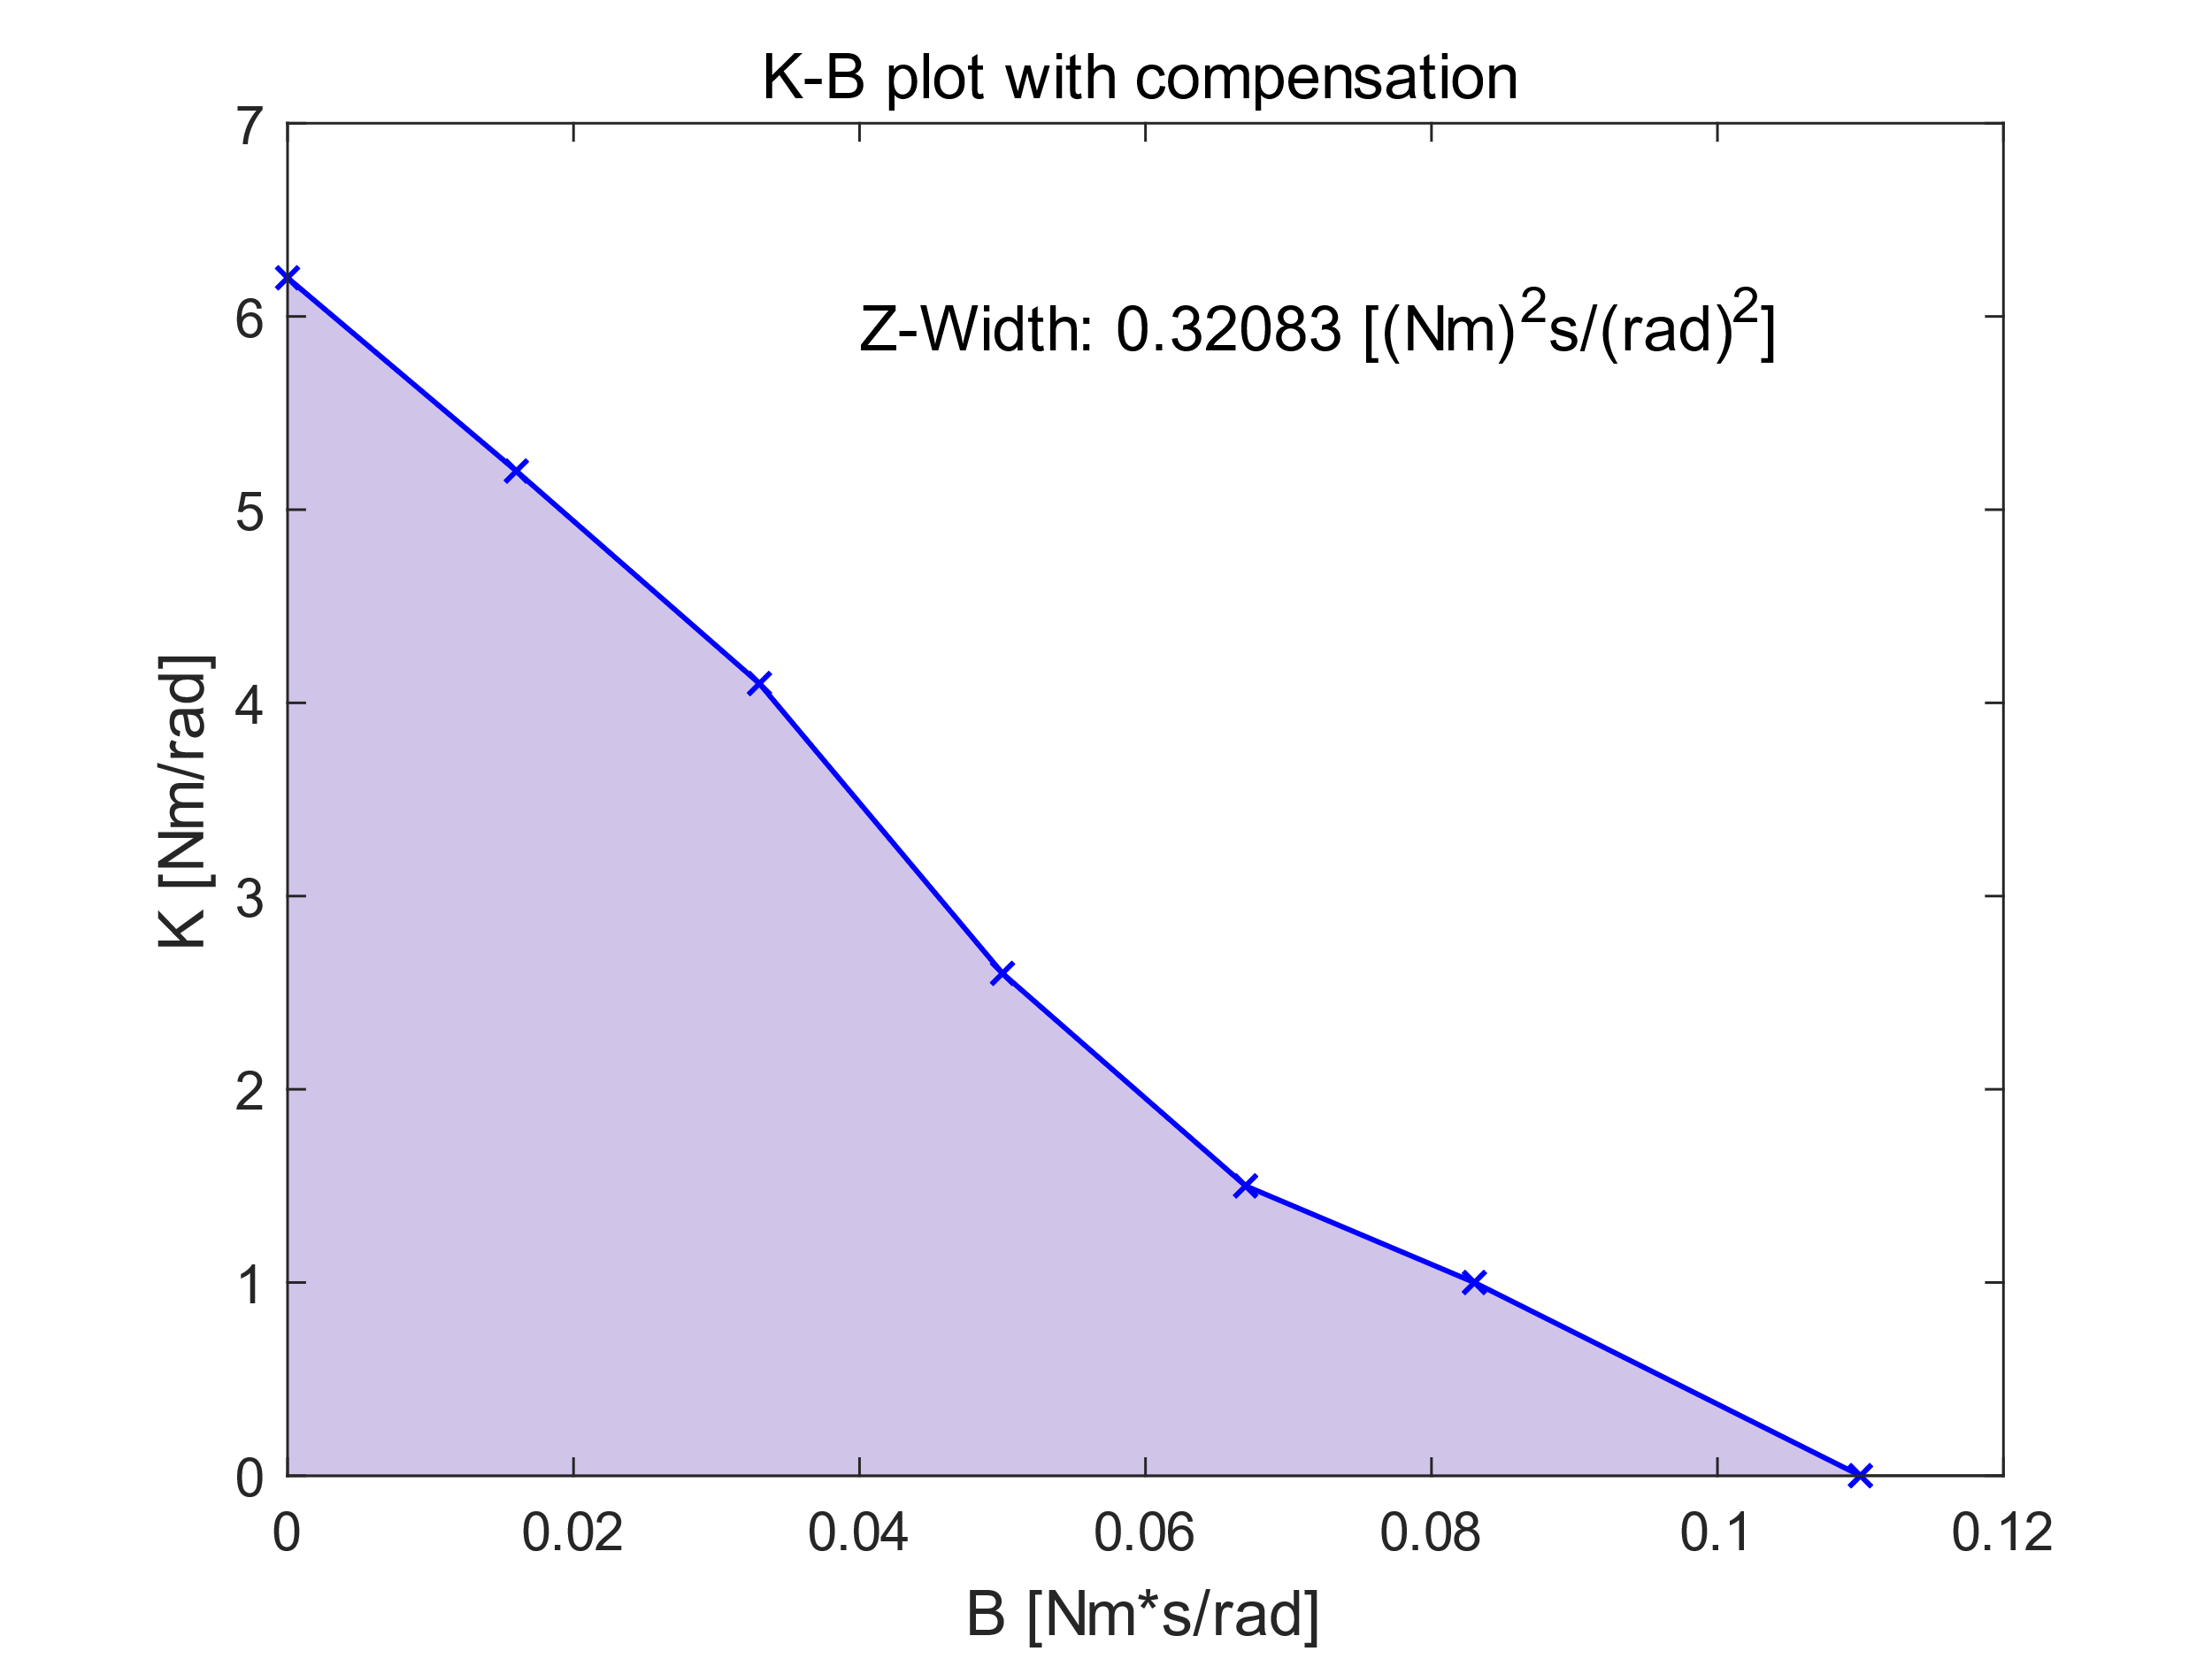 K-B plot with compensation
7
6
5
4
3
2
1
0
Z-Width: 0.32083 [(Nm)²s/(rad)²]
K [Nm/rad]
0 0.02 0.04 0.06 0.08 0.1 0.12
B [Nm*s/rad]